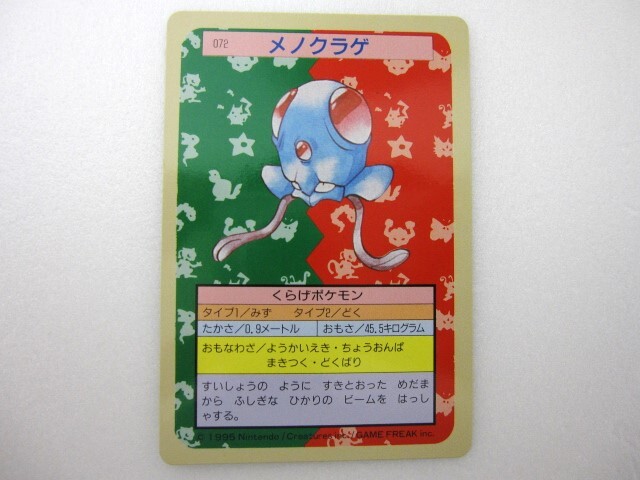 072 メノクラゲ
くらげポケモン
タイプ1／みず タイプ2／どく
たかさ／0.9メートル おもさ／45.5キログラム
おもなわざ／ようかいえき・ちょうおんぱ
まきつく・どくばり
すいしょうの ように すきとおった めだま
から ふしぎな ひかりの ビームを はっし
ゃする。
© 1995 Nintendo/Creatures inc./GAME FREAK inc.